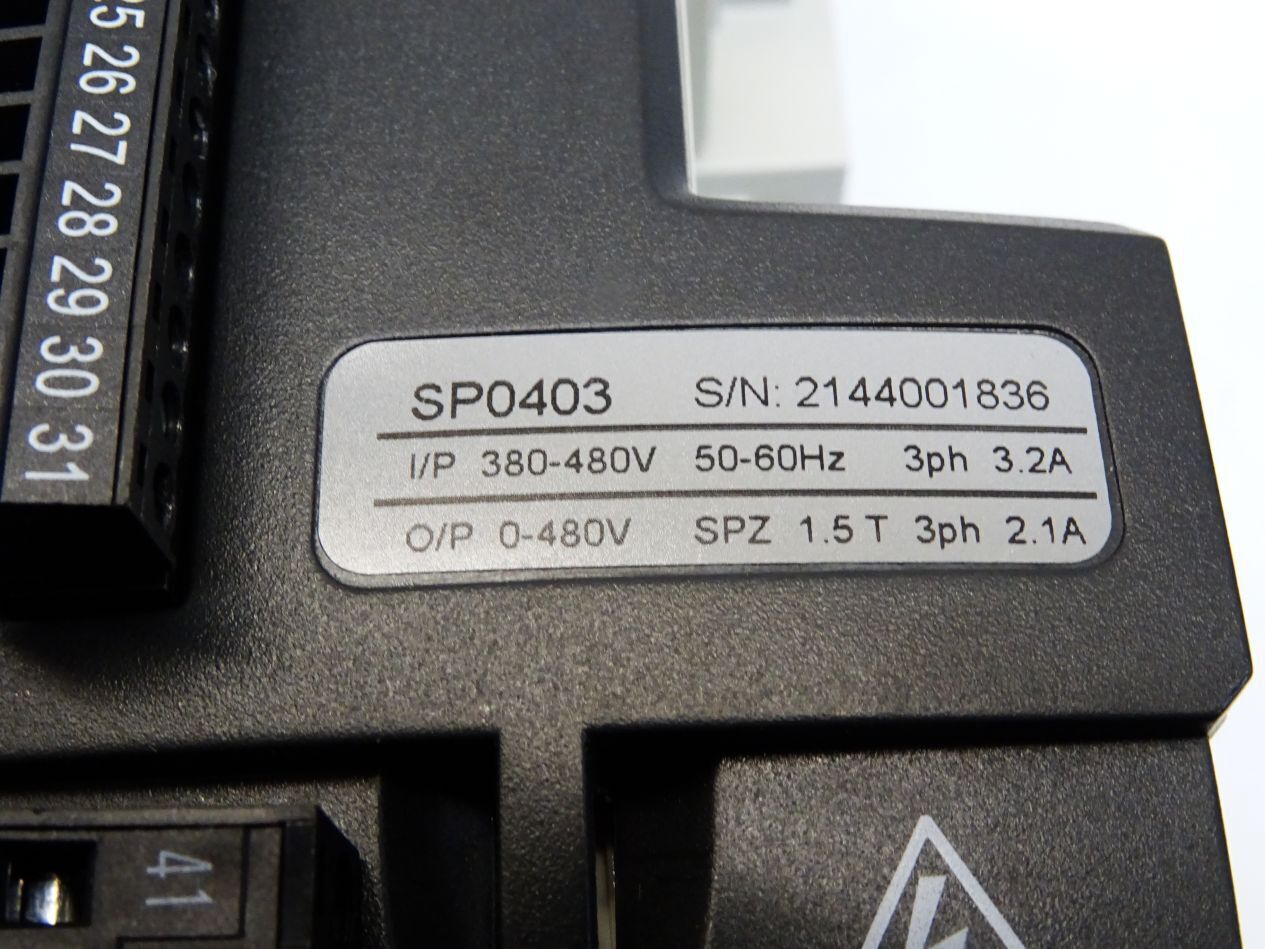 26
27
28
29
30
31
SP0403 S/N: 2144001836
I/P 380-480V 50-60Hz 3ph 3.2A
O/P 0-480V SPZ 1.5 T 3ph 2.1A
41